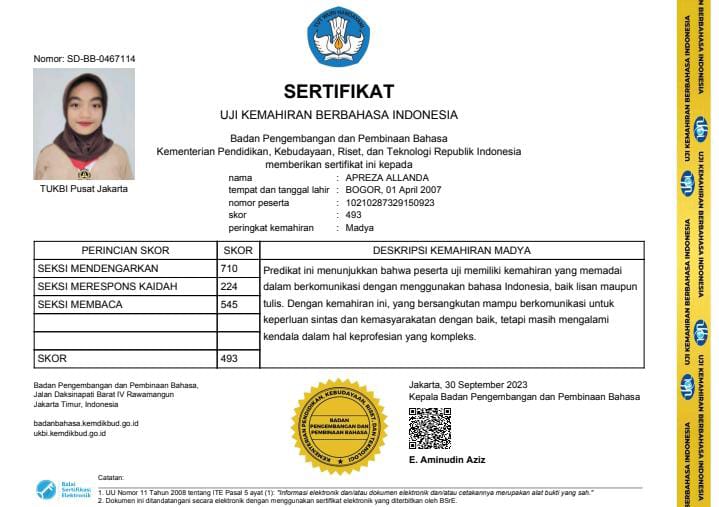 TUT WURI HANDAYANI
Nomor: SD-BB-0467114
SERTIFIKAT
UJI KEMAHIRAN BERBAHASA INDONESIA
Badan Pengembangan dan Pembinaan Bahasa
Kementerian Pendidikan, Kebudayaan, Riset, dan Teknologi Republik Indonesia
memberikan sertifikat ini kepada
TUKBI Pusat Jakarta
nama : APREZA ALLANDA
tempat dan tanggal lahir : BOGOR, 01 April 2007
nomor peserta : 10210287329150923
skor : 493
peringkat kemahiran : Madya
PERINCIAN SKOR SKOR DESKRIPSI KEMAHIRAN MADYA
SEKSI MENDENGARKAN 710
SEKSI MERESPONS KAIDAH 224
SEKSI MEMBACA 545
SKOR 493
Predikat ini menunjukkan bahwa peserta uji memiliki kemahiran yang memadai
dalam berkomunikasi dengan menggunakan bahasa Indonesia, baik lisan maupun
tulis. Dengan kemahiran ini, yang bersangkutan mampu berkomunikasi untuk
keperluan sintas dan kemasyarakatan dengan baik, tetapi masih mengalami
kendala dalam hal keprofesian yang kompleks.
Badan Pengembangan dan Pembinaan Bahasa,
Jalan Daksinapati Barat IV Rawamangun
Jakarta Timur, Indonesia
badanbahasa.kemdikbud.go.id
ukbi.kemdikbud.go.id
KEMENTERIAN PENDIDIKAN, KEBUDAYAAN, RISET, DAN TEKNOLOGI
BADAN
PENGEMBANGAN DAN
PEMBINAAN BAHASA
Jakarta, 30 September 2023
Kepala Badan Pengembangan dan Pembinaan Bahasa
E. Aminudin Aziz
Balai
Sertifikasi
Elektronik
Catatan:
1. UU Nomor 11 Tahun 2008 tentang ITE Pasal 5 ayat (1): "Informasi elektronik dan/atau dokumen elektronik dan/atau cetakannya merupakan alat bukti yang sah."
2. Dokumen ini ditandatangani secara elektronik dengan menggunakan sertifikat elektronik yang diterbitkan oleh BSrE.
UJI KEMAHIRAN BERBAHASA INDONESIA
ukbi
UJI KEMAHIRAN BERBAHASA INDONESIA
ukbi
BERBAHASA INDONESIA
BERBAHASA INDONESIA
ukbi
UJI KEMAHIRAN BERBAHASA INDONESIA
ukbi
UJI KEMAHIRAN BERBAHASA INDONESIA